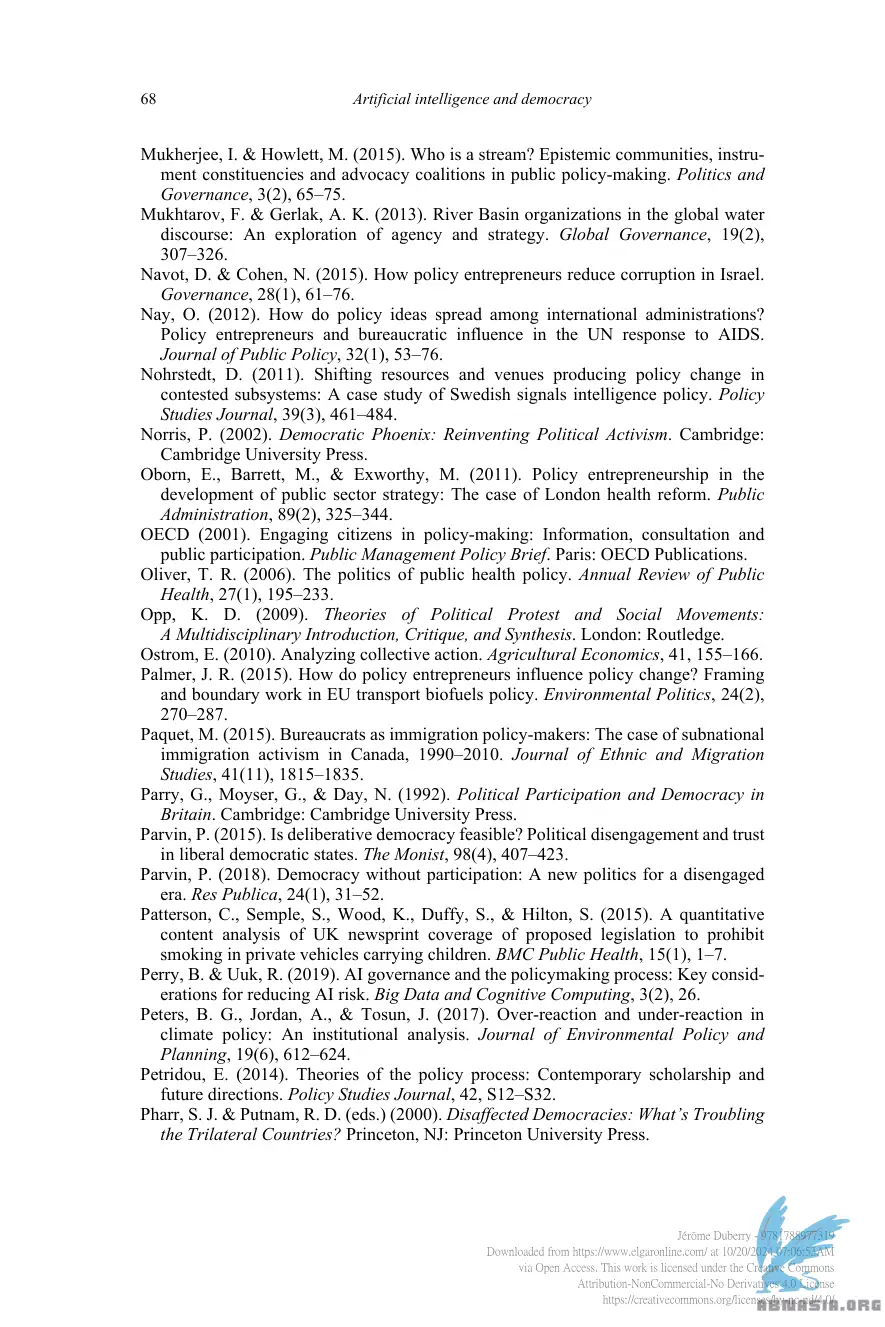 68
Artificial intelligence and democracy
Mukherjee, I. & Howlett, M. (2015). Who is a stream? Epistemic communities, instru-
ment constituencies and advocacy coalitions in public policy-making. Politics and
Governance, 3(2), 65–75.
Mukhtarov, F. & Gerlak, A. K. (2013). River Basin organizations in the global water
discourse: An exploration of agency and strategy. Global Governance, 19(2),
307–326.
Navot, D. & Cohen, N. (2015). How policy entrepreneurs reduce corruption in Israel.
Governance, 28(1), 61–76.
Nay, O. (2012). How do policy ideas spread among international administrations?
Policy entrepreneurs and bureaucratic influence in the UN response to AIDS.
Journal of Public Policy, 32(1), 53–76.
Nohrstedt, D. (2011). Shifting resources and venues producing policy change in
contested subsystems: A case study of Swedish signals intelligence policy. Policy
Studies Journal, 39(3), 461–484.
Norris, P. (2002). Democratic Phoenix: Reinventing Political Activism. Cambridge:
Cambridge University Press.
Oborn, E., Barrett, M., & Exworthy, M. (2011). Policy entrepreneurship in the
development of public sector strategy: The case of London health reform. Public
Administration, 89(2), 325–344.
OECD (2001). Engaging citizens in policy-making: Information, consultation and
public participation. Public Management Policy Brief. Paris: OECD Publications.
Oliver, T. R. (2006). The politics of public health policy. Annual Review of Public
Health, 27(1), 195–233.
Opp, K. D. (2009). Theories of Political Protest and Social Movements:
A Multidisciplinary Introduction, Critique, and Synthesis. London: Routledge.
Ostrom, E. (2010). Analyzing collective action. Agricultural Economics, 41, 155–166.
Palmer, J. R. (2015). How do policy entrepreneurs influence policy change? Framing
and boundary work in EU transport biofuels policy. Environmental Politics, 24(2),
270–287.
Paquet, M. (2015). Bureaucrats as immigration policy-makers: The case of subnational
immigration activism in Canada, 1990–2010. Journal of Ethnic and Migration
Studies, 41(11), 1815–1835.
Parry, G., Moyser, G., & Day, N. (1992). Political Participation and Democracy in
Britain. Cambridge: Cambridge University Press.
Parvin, P. (2015). Is deliberative democracy feasible? Political disengagement and trust
in liberal democratic states. The Monist, 98(4), 407–423.
Parvin, P. (2018). Democracy without participation: A new politics for a disengaged
era. Res Publica, 24(1), 31–52.
Patterson, C., Semple, S., Wood, K., Duffy, S., & Hilton, S. (2015). A quantitative
content analysis of UK newsprint coverage of proposed legislation to prohibit
smoking in private vehicles carrying children. BMC Public Health, 15(1), 1–7.
Perry, B. & Uuk, R. (2019). AI governance and the policymaking process: Key consid-
erations for reducing AI risk. Big Data and Cognitive Computing, 3(2), 26.
Peters, B. G., Jordan, A., & Tosun, J. (2017). Over-reaction and under-reaction in
climate policy: An institutional analysis. Journal of Environmental Policy and
Planning, 19(6), 612–624.
Petridou, E. (2014). Theories of the policy process: Contemporary scholarship and
future directions. Policy Studies Journal, 42, S12–S32.
Pharr, S. J. & Putnam, R. D. (eds.) (2000). Disaffected Democracies: What's Troubling
the Trilateral Countries? Princeton, NJ: Princeton University Press.
Jérôme Duberry - 9781788977319
Downloaded from https://www.elgaronline.com/ at 10/20/2024 07:06:53AM
via Open Access. This work is licensed under the Creative Commons
Attribution-NonCommercial-No Derivatives 4.0 License
https://creativecommons.org/licenses/by-nc-nd/4.0/
ABTNASIA.ORG